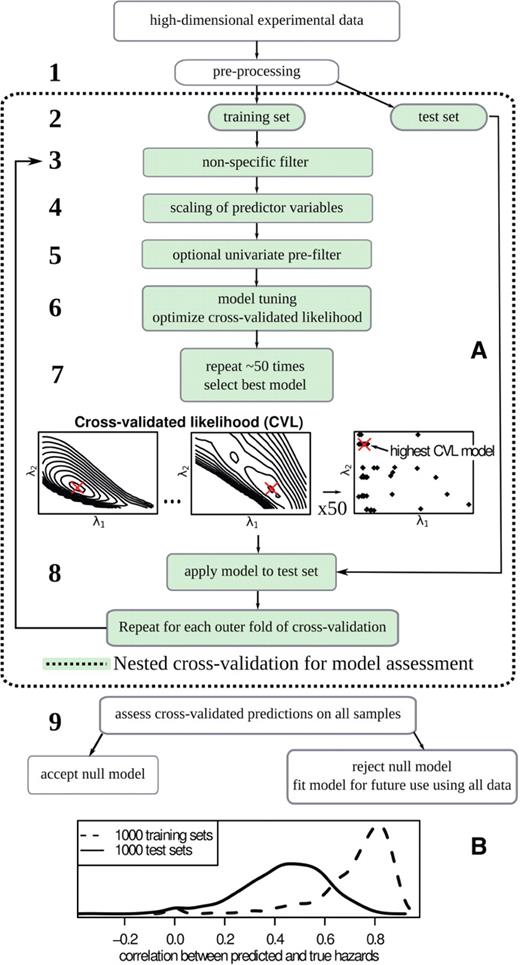 high-dimensional experimental data
1
pre-processing
2
training set
test set
3
non-specific filter
4
scaling of predictor variables
5
optional univariate pre-filter
6
model tuning
optimize cross-validated likelihood
A
7
repeat ~50 times
select best model
Cross-validated likelihood (CVL)
λ2
λ1
...
λ2
λ1
x50
highest CVL model
λ2
λ1
8
apply model to test set
Repeat for each outer fold of cross-validation
Nested cross-validation for model assessment
9
assess cross-validated predictions on all samples
accept null model
reject null model
fit model for future use using all data
1000 training sets
1000 test sets
B
−0.2 0.0 0.2 0.4 0.6 0.8
correlation between predicted and true hazards